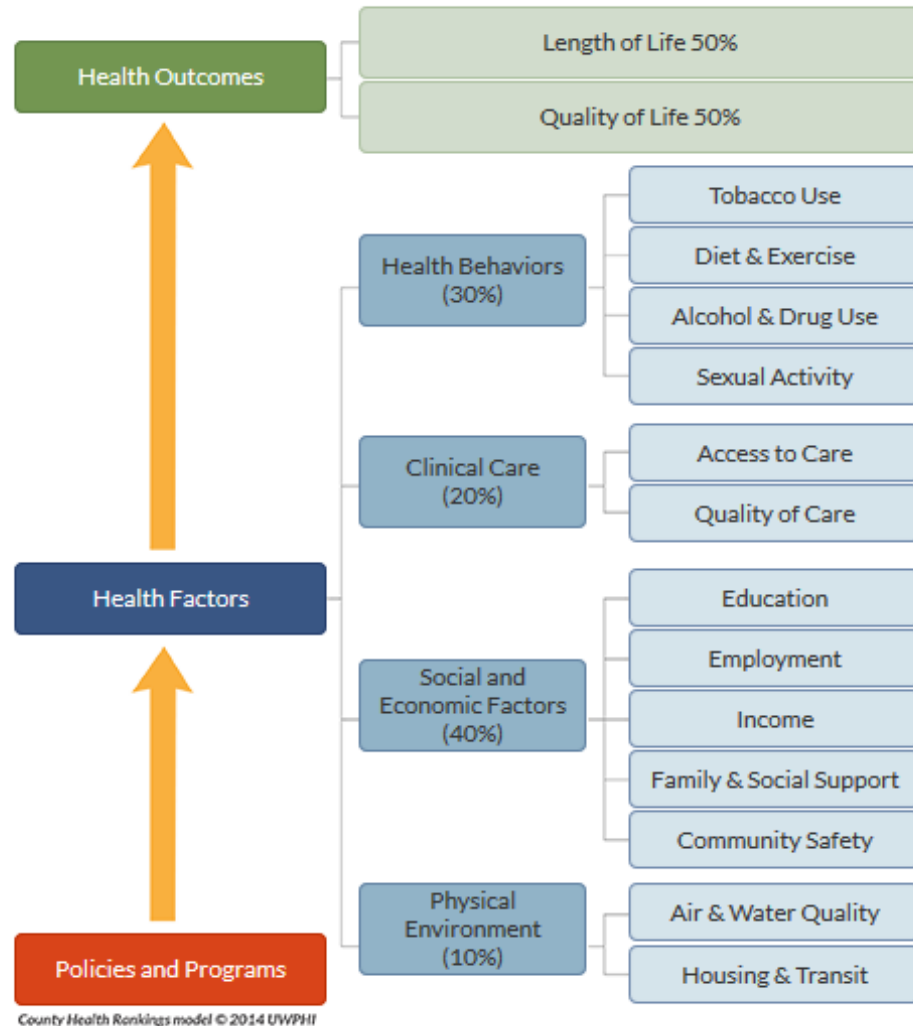 Health Outcomes
Length of Life 50%
Quality of Life 50%
Health Behaviors
(30%)
Tobacco Use
Diet & Exercise
Alcohol & Drug Use
Sexual Activity
Clinical Care
(20%)
Access to Care
Quality of Care
Health Factors
Social and
Economic Factors
(40%)
Education
Employment
Income
Family & Social Support
Community Safety
Physical
Environment
(10%)
Air & Water Quality
Housing & Transit
Policies and Programs
County Health Rankings model © 2014 UWPHI